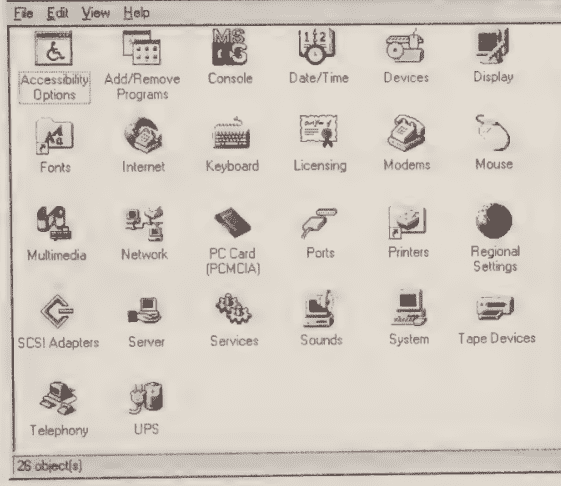 File Edit View Help
Accessibility Options
Add/Remove Programs
Console
Date/Time
Devices
Display
Fonts
Internet
Keyboard
Licensing
Modems
Mouse
Multimedia
Network
PC Card (PCMCIA)
Ports
Printers
Regional Settings
SCSI Adapters
Server
Services
Sounds
System
Tape Devices
Telephony
UPS
26 object(s)